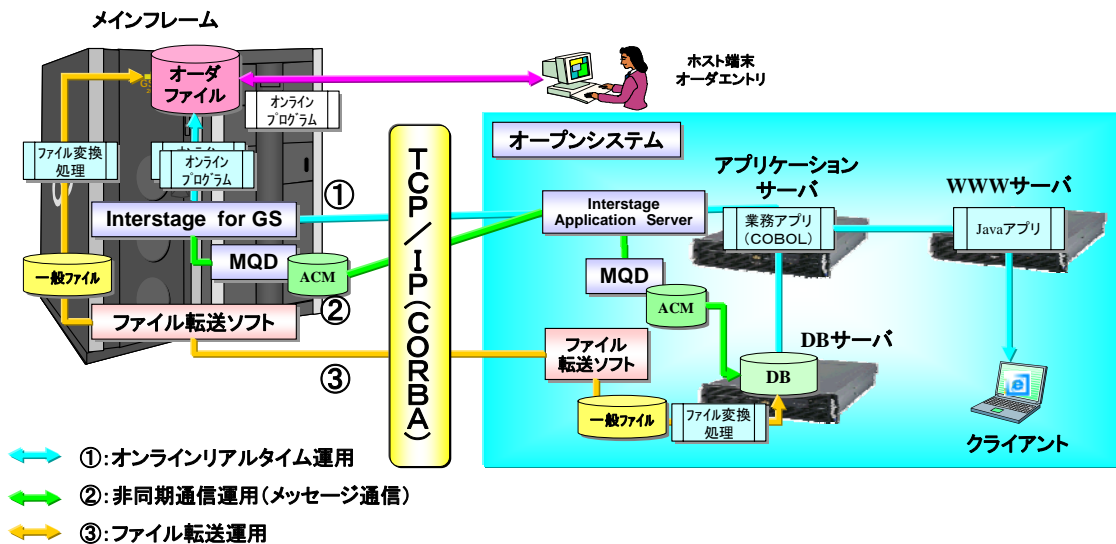 メインフレーム
オーダ
ファイル
オンライン
プログラム
ホスト端末
オーダエントリ
ファイル変換
処理
オンライン
プログラム
Interstage for GS
MQD
ACM
一般ファイル
ファイル転送ソフト
①
②
③
TCP/IP(CORBA)
オープンシステム
Interstage
Application Server
MQD
ACM
アプリケーション
サーバ
業務アプリ
(COBOL)
WWWサーバ
Javaアプリ
ファイル
転送ソフト
一般ファイル
ファイル変換
処理
DBサーバ
DB
クライアント
①:オンラインリアルタイム運用
②:非同期通信運用(メッセージ通信)
③:ファイル転送運用